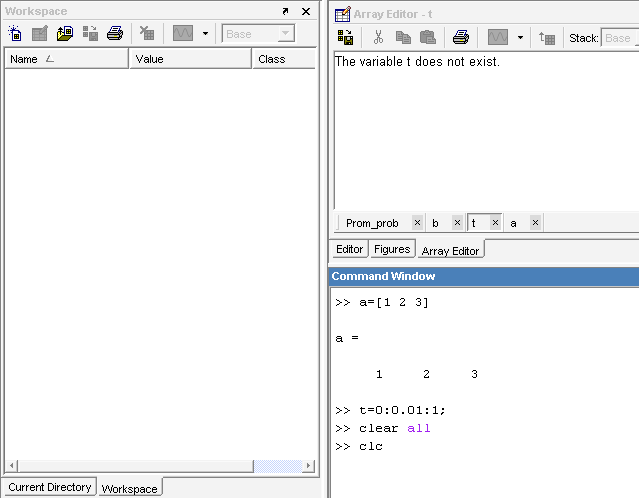 Workspace
Base
Name Value Class
Current Directory Workspace
Array Editor - t
Stack: Base
The variable t does not exist.
Prom_prob b t a
Editor Figures Array Editor
Command Window
>> a=[1 2 3]
a =
1 2 3
>> t=0:0.01:1;
>> clear all
>> clc